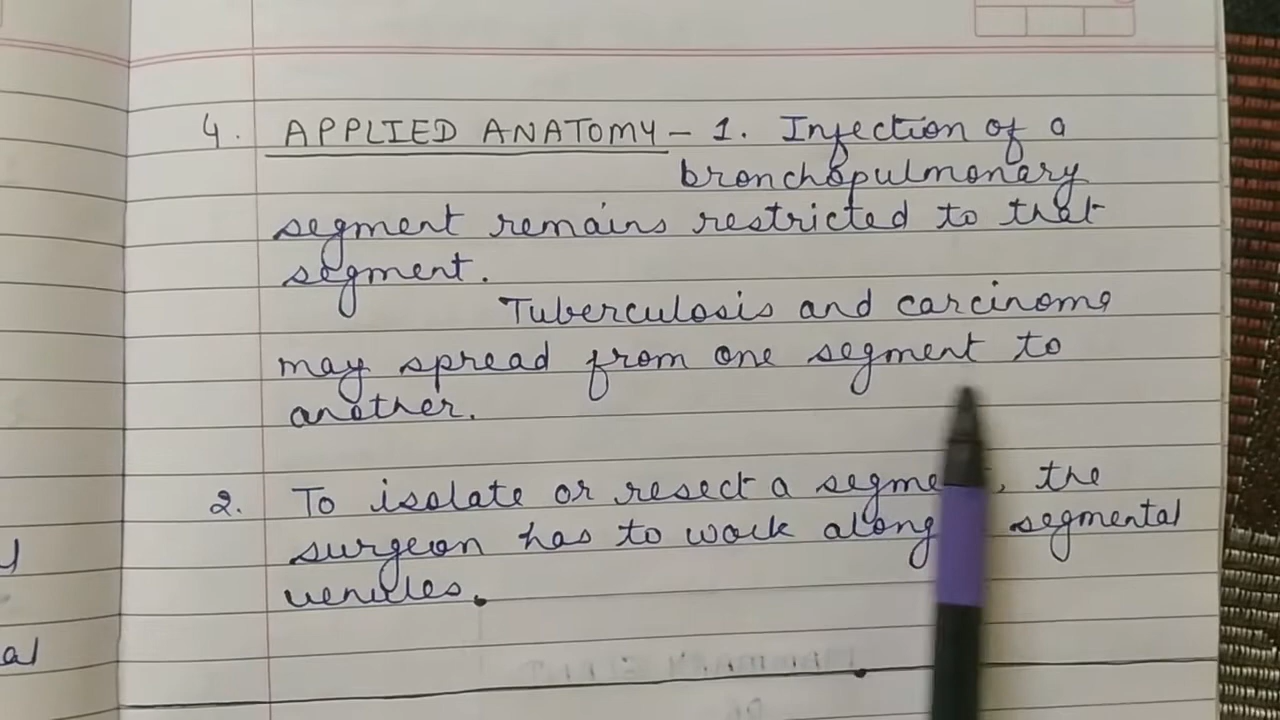 4. APPLIED ANATOMY - 1. Infection of a
bronchopulmonary
segment remains restricted to that
segment.
Tuberculosis and carcinoma
may spread from one segment to
another.
2. To isolate or resect a segme, the
surgeon has to work along segmental
venules.
al